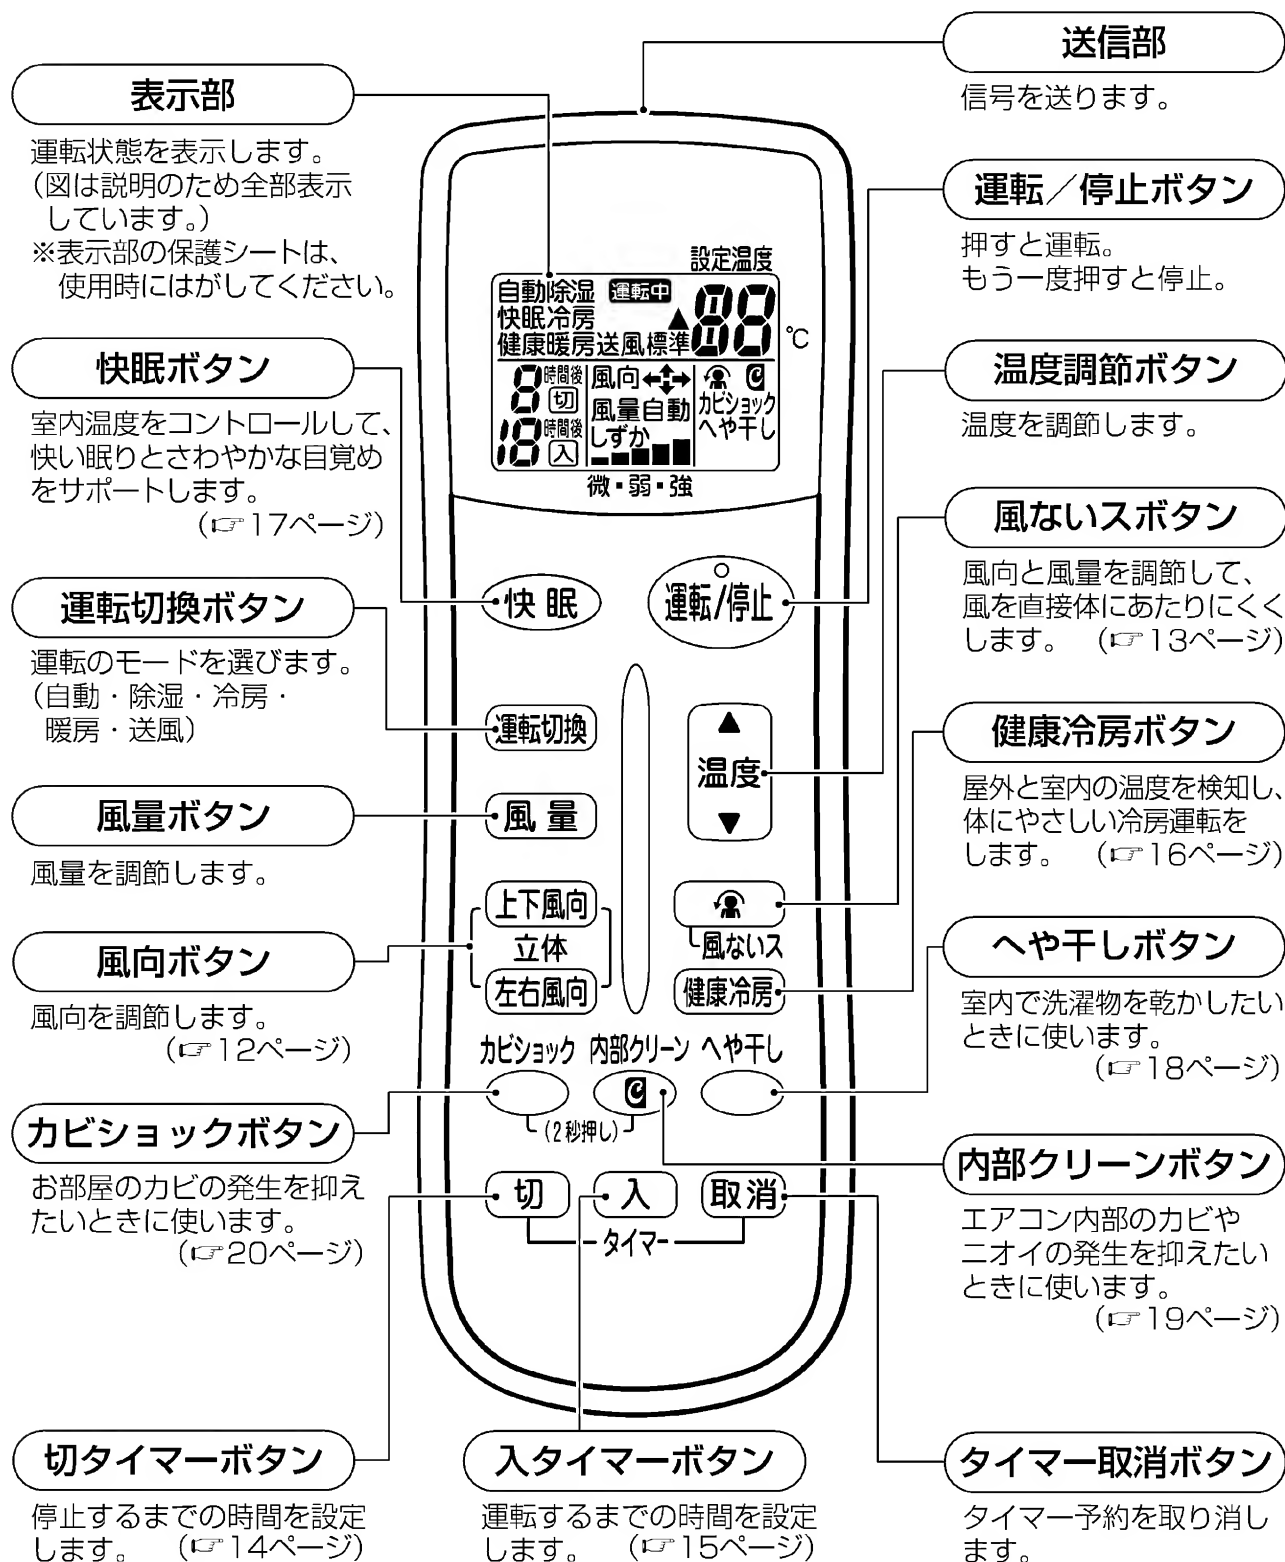 送信部
信号を送ります。
表示部
運転状態を表示します。
(図は説明のため全部表示
しています。)
※表示部の保護シートは、
使用時にはがしてください。
運転/停止ボタン
押すと運転。
もう一度押すと停止。
快眠ボタン
室内温度をコントロールして、
快い眠りとさわやかな目覚め
をサポートします。
(☞17ページ)
温度調節ボタン
温度を調節します。
運転切換ボタン
運転のモードを選びます。
(自動・除湿・冷房・
暖房・送風)
風ないスボタン
風向と風量を調節して、
風を直接体にあたりにくく
します。 (☞13ページ)
風量ボタン
風量を調節します。
健康冷房ボタン
屋外と室内の温度を検知し、
体にやさしい冷房運転を
します。 (☞16ページ)
風向ボタン
風向を調節します。
(☞12ページ)
へや干しボタン
室内で洗濯物を乾かしたい
ときに使います。
(☞18ページ)
カビショックボタン
お部屋のカビの発生を抑え
たいときに使います。
(☞20ページ)
内部クリーンボタン
エアコン内部のカビや
ニオイの発生を抑えたい
ときに使います。
(☞19ページ)
設定温度
自動除湿 運転中
快眠冷房 ▲ 88 ℃
健康暖房送風標準
8 時間後 切
18 時間後 入
風向
風量自動
しずか
カビショック
へや干し
微・弱・強
快眠
運転/停止
運転切換
▲
温度
▼
風量
上下風向
立体
左右風向
風ないス
健康冷房
カビショック 内部クリーン へや干し
(2秒押し)
切 入 取消
タイマー
切タイマーボタン
停止するまでの時間を設定
します。 (☞14ページ)
入タイマーボタン
運転するまでの時間を設定
します。 (☞15ページ)
タイマー取消ボタン
タイマー予約を取り消し
ます。